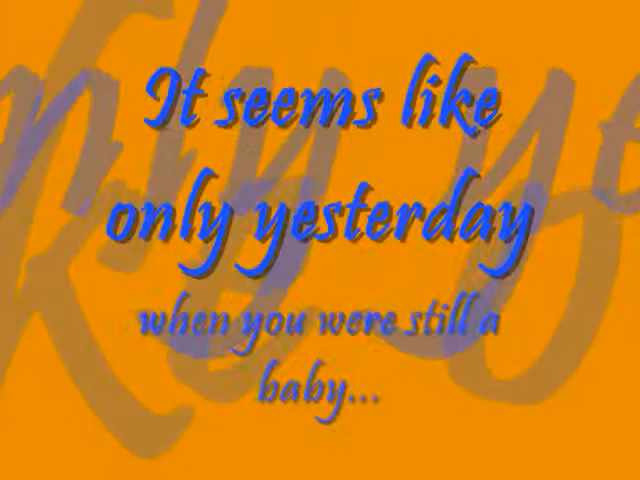 It seems like
only yesterday
when you were still a
baby...